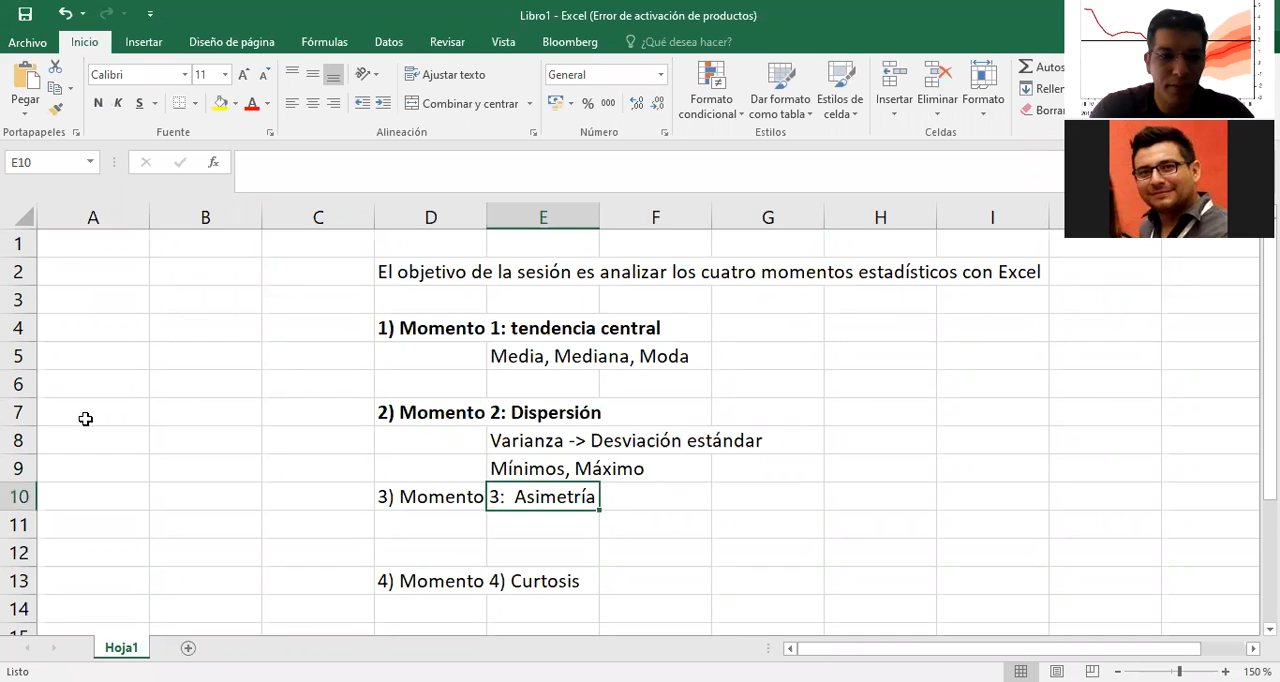 Libro1 - Excel (Error de activación de productos)
Archivo Inicio Insertar Diseño de página Fórmulas Datos Revisar Vista Bloomberg ¿Qué desea hacer?
Calibri 11 Ajustar texto General Autos
Pegar N K S Combinar y centrar % 000 Formato condicional Dar formato como tabla Estilos de celda Insertar Eliminar Formato Rellen
Borrar
Portapapeles Fuente Alineación Número Estilos Celdas
E10 fx
A B C D E F G H I
1
2 El objetivo de la sesión es analizar los cuatro momentos estadísticos con Excel
3
4 1) Momento 1: tendencia central
5 Media, Mediana, Moda
6
7 2) Momento 2: Dispersión
8 Varianza -> Desviación estándar
9 Mínimos, Máximo
10 3) Momento 3:  Asimetría
11
12
13 4) Momento 4) Curtosis
14
15
Hoja1
Listo 150 %